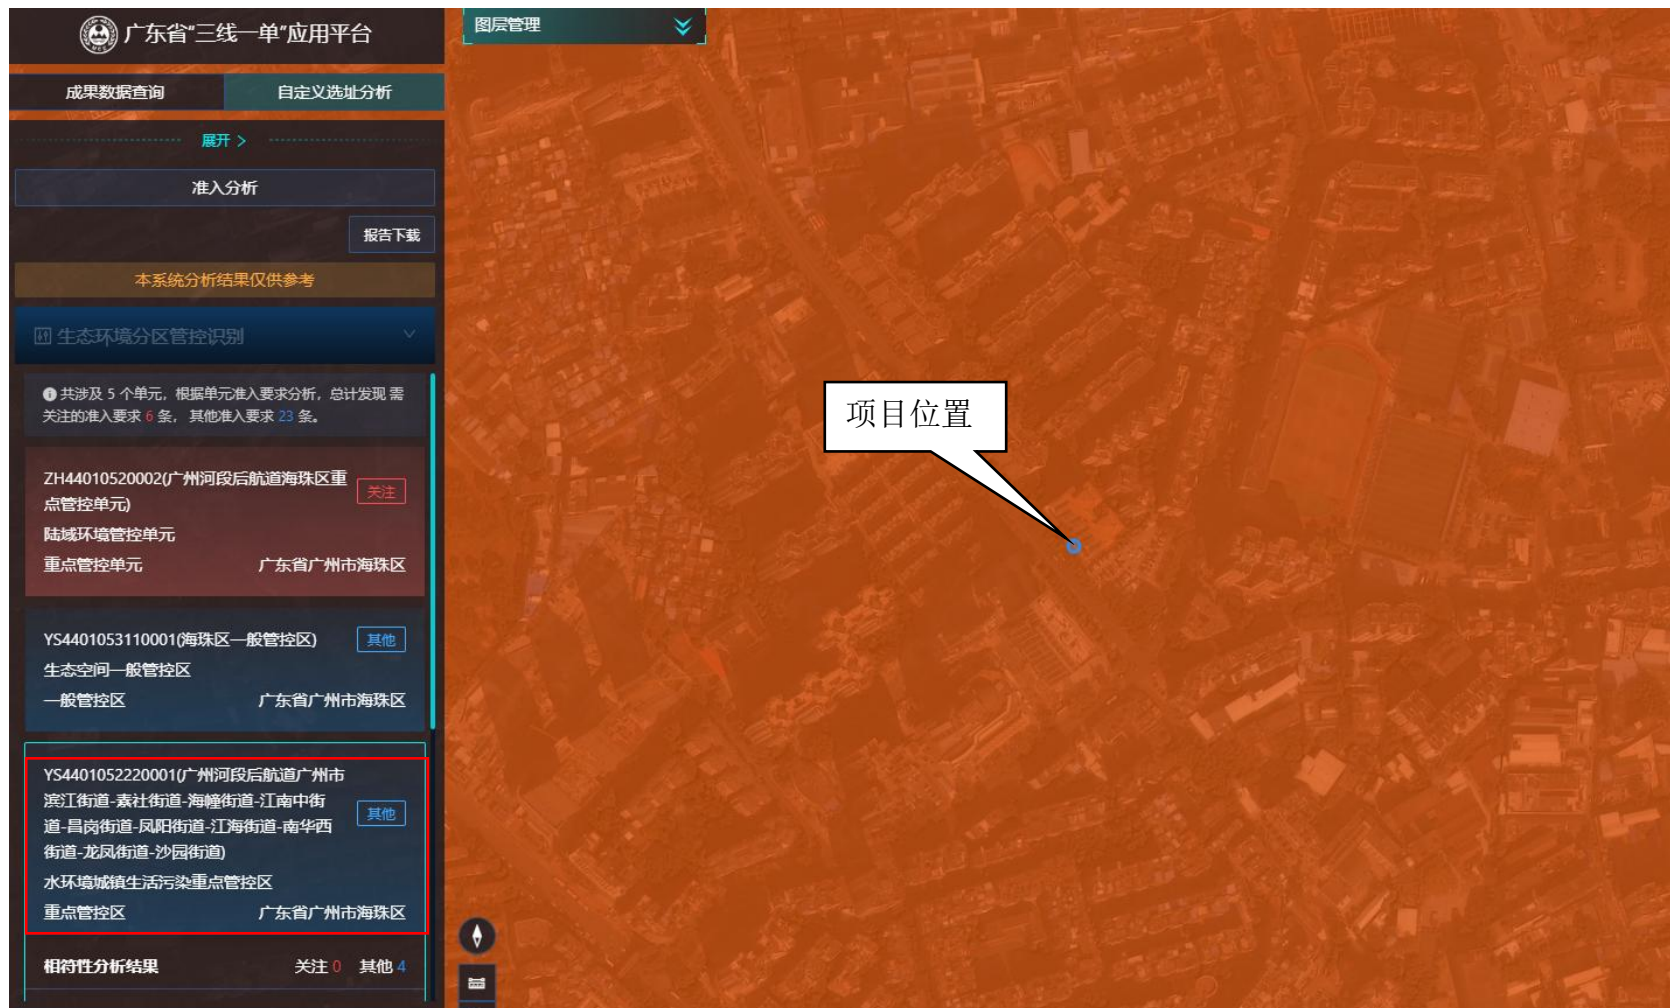 广东省“三线一单”应用平台
图层管理
成果数据查询 自定义选址分析
展开 >
准入分析
报告下载
本系统分析结果仅供参考
生态环境分区管控识别
共涉及 5 个单元，根据单元准入要求分析，总计发现 需
关注的准入要求 6 条， 其他准入要求 23 条。
ZH44010520002(广州河段后航道海珠区重
点管控单元)
关注
陆域环境管控单元
重点管控单元 广东省广州市海珠区
YS4401053110001(海珠区一般管控区) 其他
生态空间一般管控区
一般管控区 广东省广州市海珠区
YS4401052220001(广州河段后航道广州市
滨江街道-素社街道-海幢街道-江南中街
道-昌岗街道-凤阳街道-江海街道-南华西
街道-龙凤街道-沙园街道)
其他
水环境城镇生活污染重点管控区
重点管控区 广东省广州市海珠区
相符性分析结果 关注 0 其他 4
项目位置